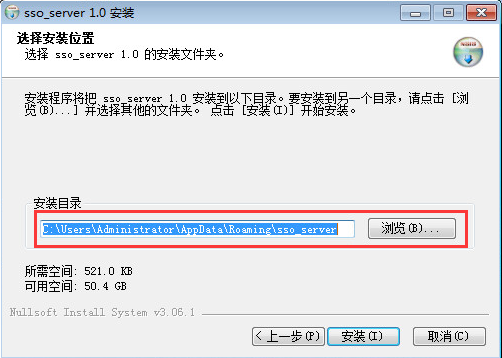 sso_server 1.0 安装
选择安装位置
选择 sso_server 1.0 的安装文件夹。
安装程序将把 sso_server 1.0 安装到以下目录。要安装到另一个目录，请点击 [浏
览(B)...] 并选择其他的文件夹。 点击 [安装(I)] 开始安装。
安装目录
C:\Users\Administrator\AppData\Roaming\sso_server
浏览(B)...
所需空间: 521.0 KB
可用空间: 50.4 GB
Nullsoft Install System v3.06.1
< 上一步(P)
安装(I)
取消(C)